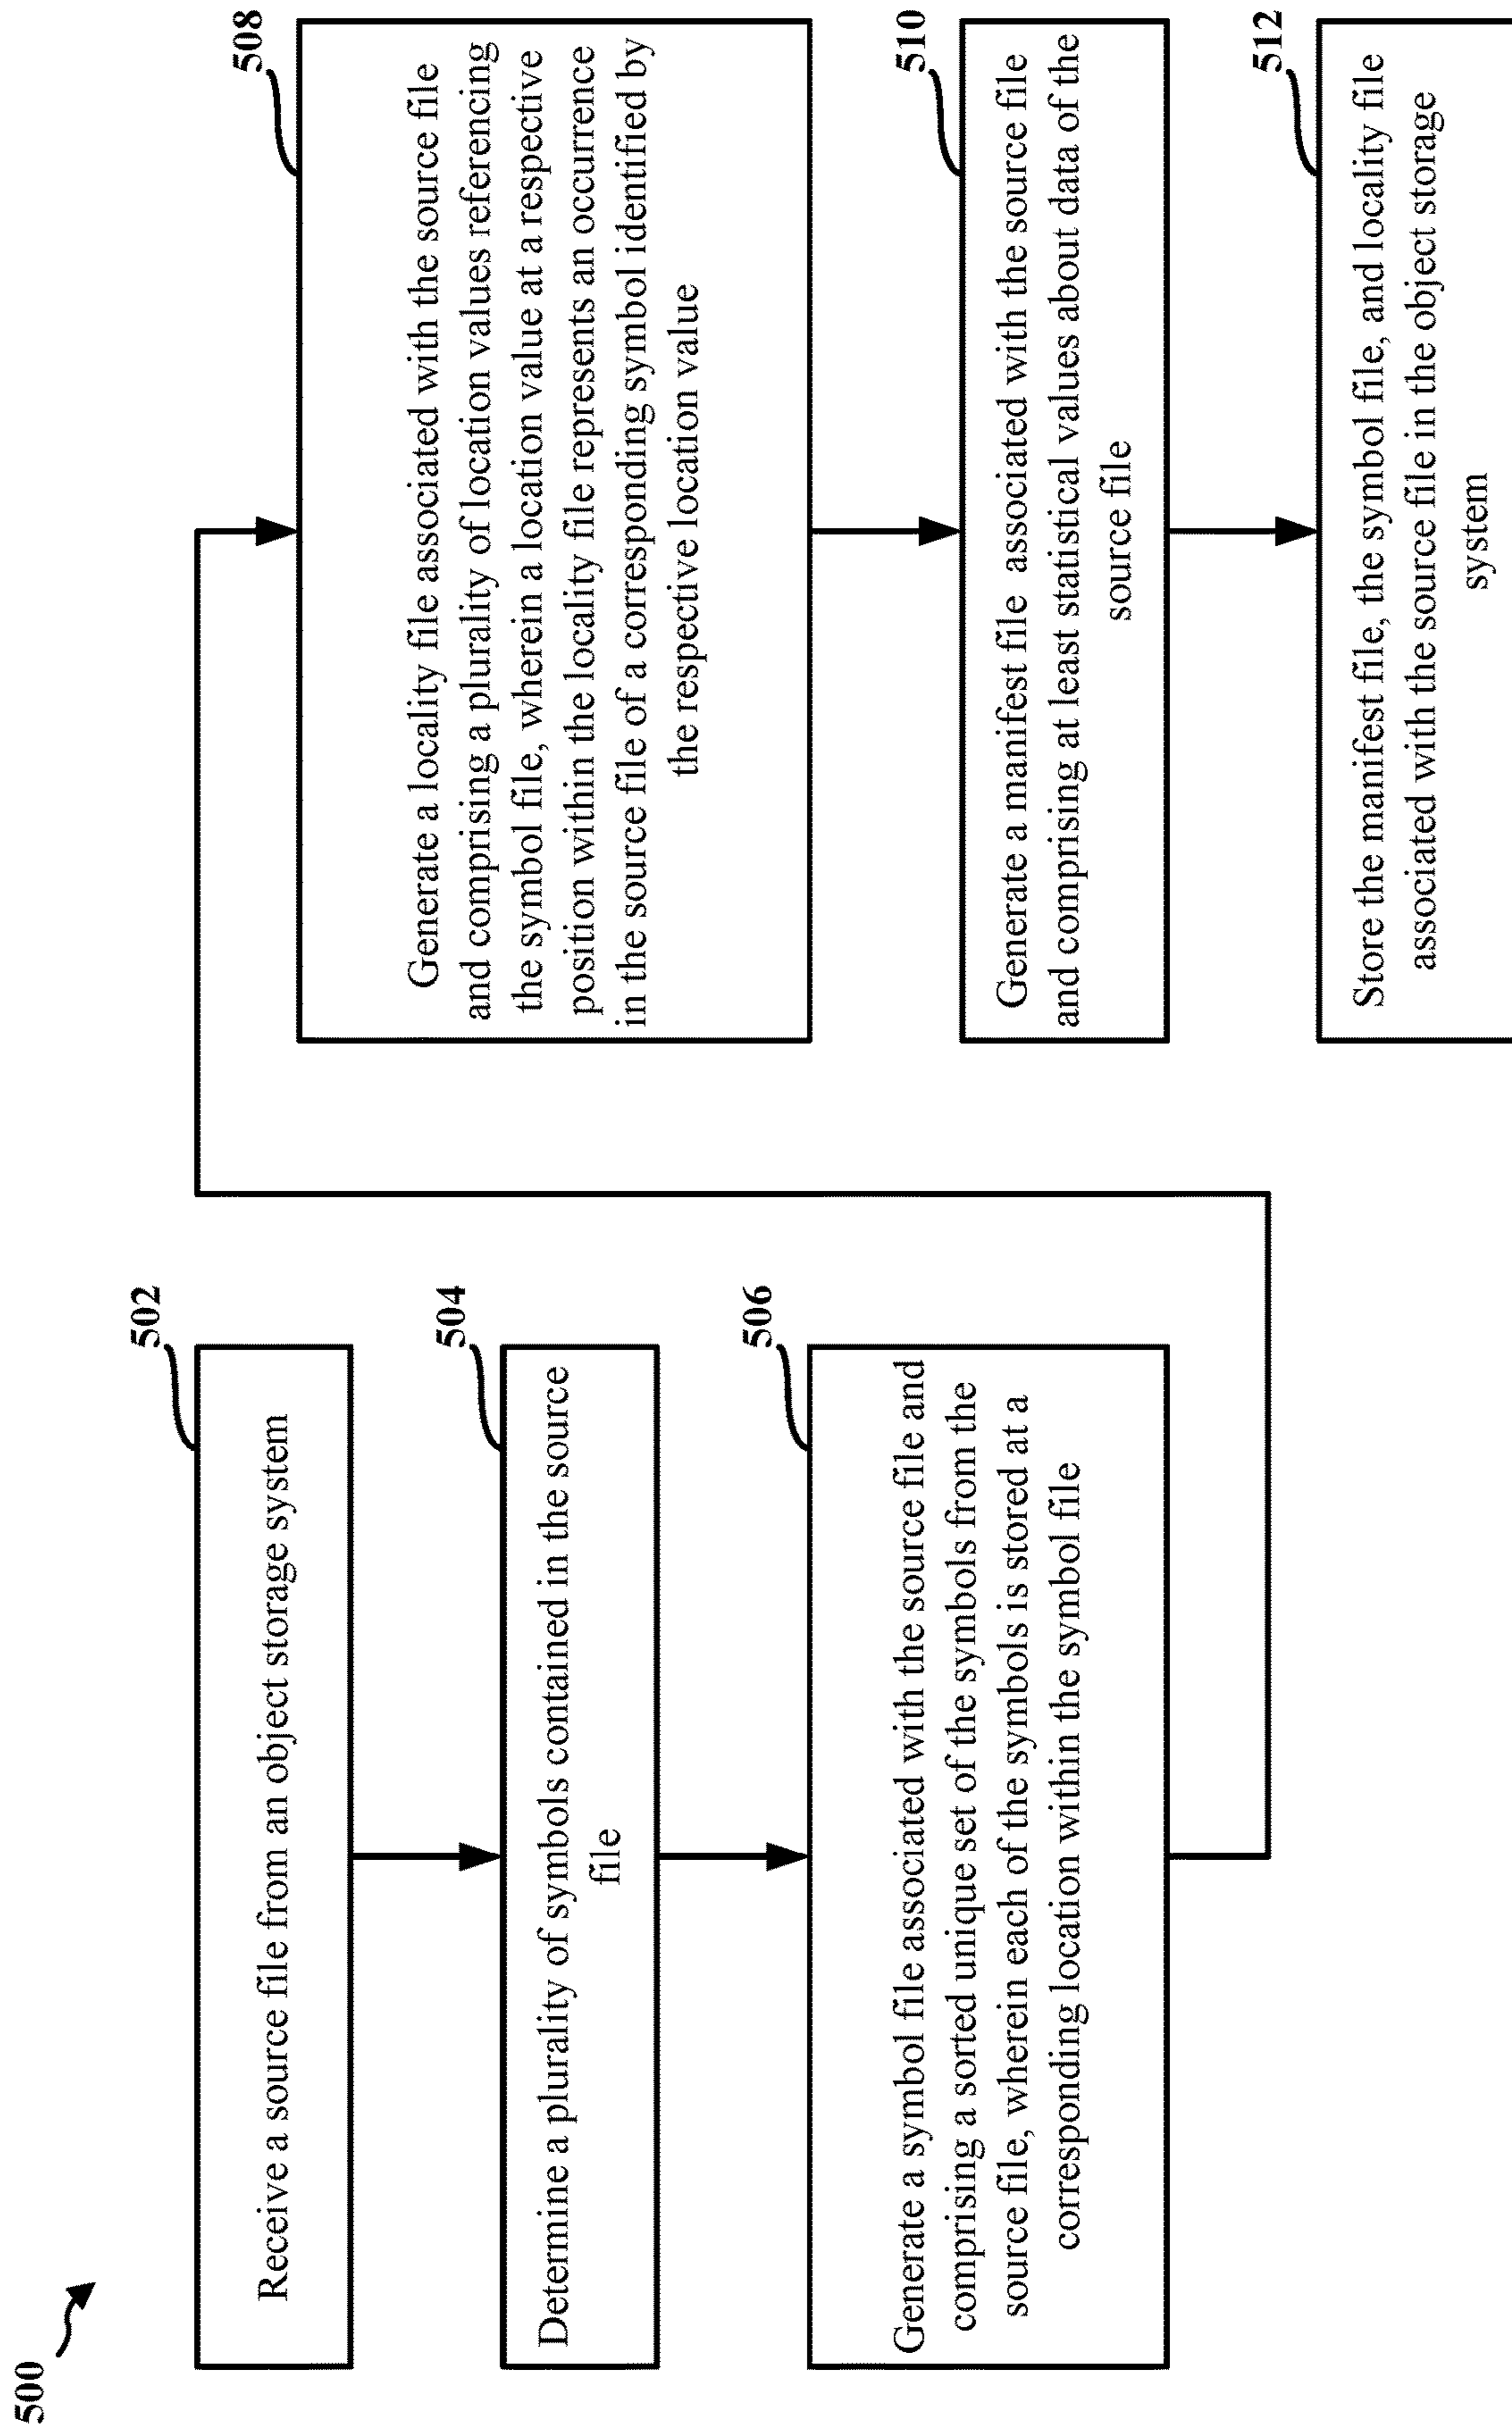 500
502
Receive a source file from an object storage system
504
Determine a plurality of symbols contained in the source
file
506
Generate a symbol file associated with the source file and
comprising a sorted unique set of the symbols from the
source file, wherein each of the symbols is stored at a
corresponding location within the symbol file
508
Generate a locality file associated with the source file
and comprising a plurality of location values referencing
the symbol file, wherein a location value at a respective
position within the locality file represents an occurrence
in the source file of a corresponding symbol identified by
the respective location value
510
Generate a manifest file associated with the source file
and comprising at least statistical values about data of the
source file
512
Store the manifest file, the symbol file, and locality file
associated with the source file in the object storage
system